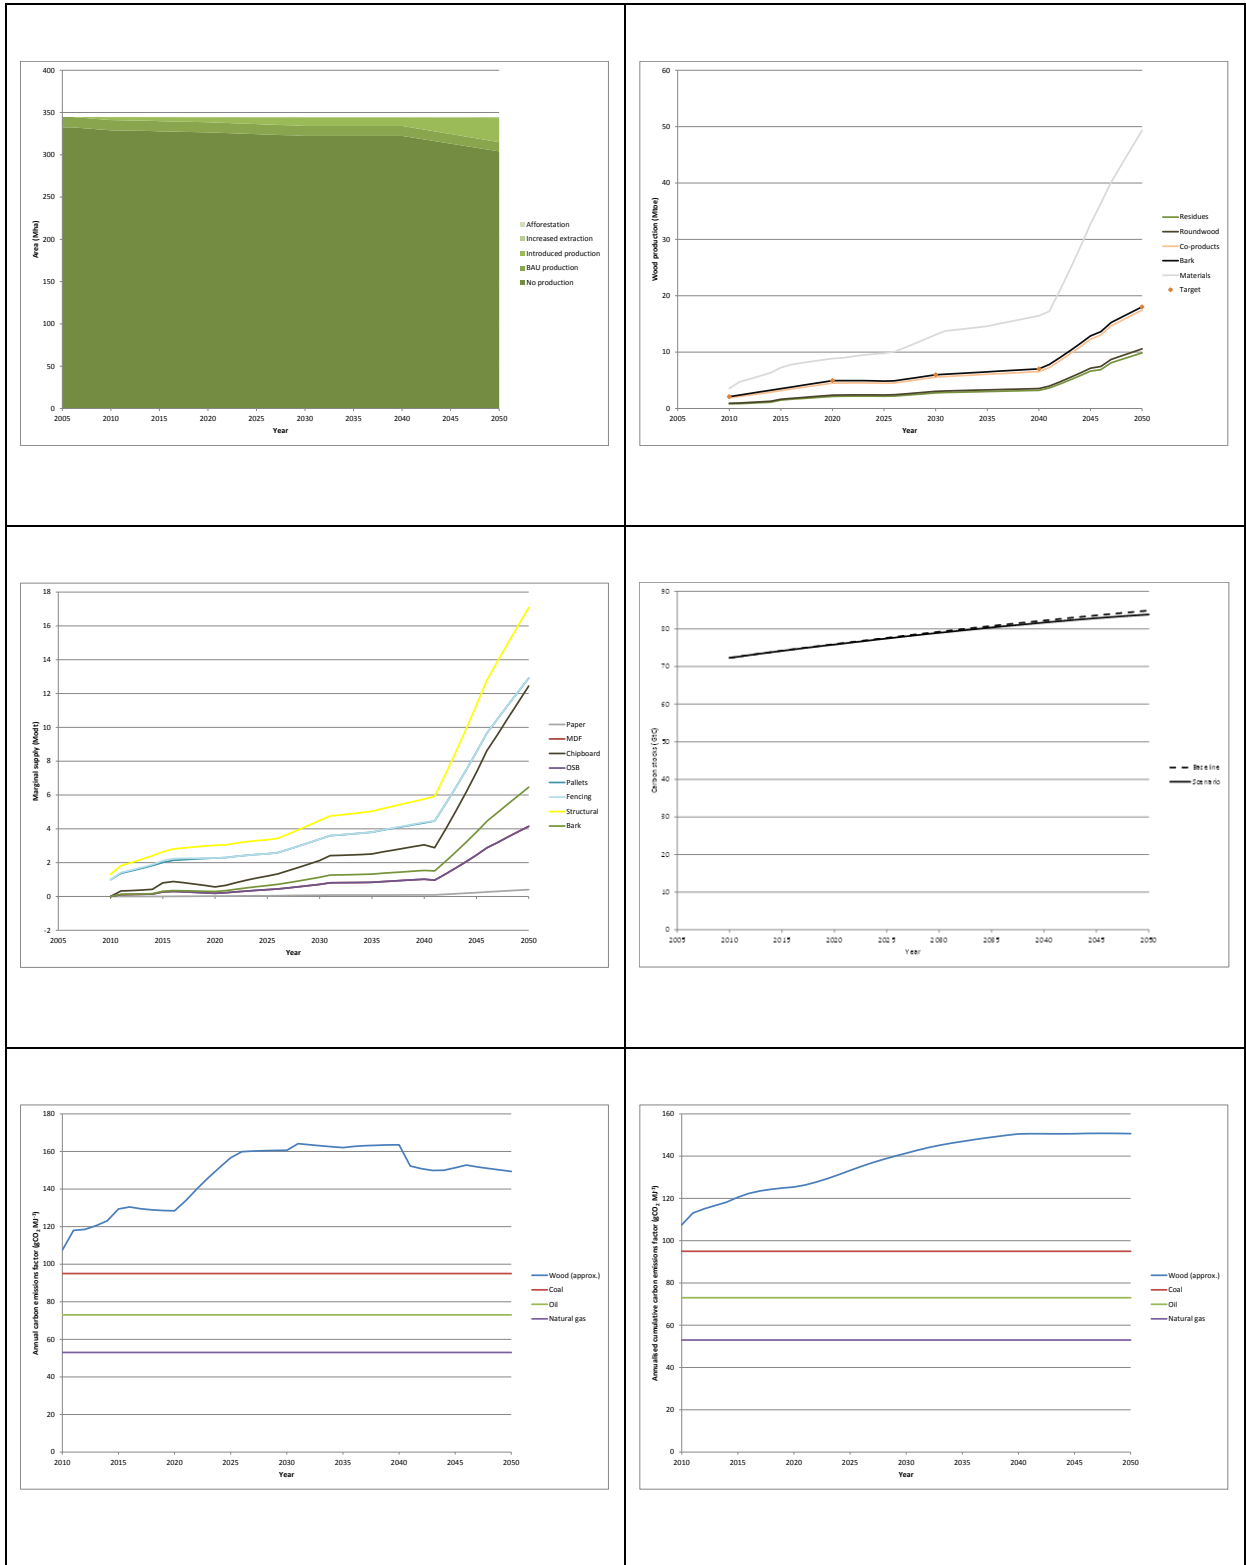 400
350
300
250
200
150
100
50
0
Area (Mha)
2005 2010 2015 2020 2025 2030 2035 2040 2045 2050
Year
Afforestation
Increased extraction
Introduced production
BAU production
No production
60
50
40
30
20
10
0
Wood production (Mtoe)
2005 2010 2015 2020 2025 2030 2035 2040 2045 2050
Year
Residues
Roundwood
Co-products
Bark
Materials
Target
18
16
14
12
10
8
6
4
2
0
-2
Marginal supply (Modt)
2005 2010 2015 2020 2025 2030 2035 2040 2045 2050
Year
Paper
MDF
Chipboard
OSB
Pallets
Fencing
Structural
Bark
90
80
70
60
50
40
30
20
10
0
Carbon stocks (GtC)
2005 2010 2015 2020 2025 2030 2035 2040 2045 2050
Year
Baseline
Scenario
180
160
140
120
100
80
60
40
20
0
Annual carbon emissions factor (gCO₂ MJ⁻¹)
2010 2015 2020 2025 2030 2035 2040 2045 2050
Year
Wood (approx.)
Coal
Oil
Natural gas
160
140
120
100
80
60
40
20
0
Annualised cumulative carbon emissions factor (gCO₂ MJ⁻¹)
2010 2015 2020 2025 2030 2035 2040 2045 2050
Year
Wood (approx.)
Coal
Oil
Natural gas